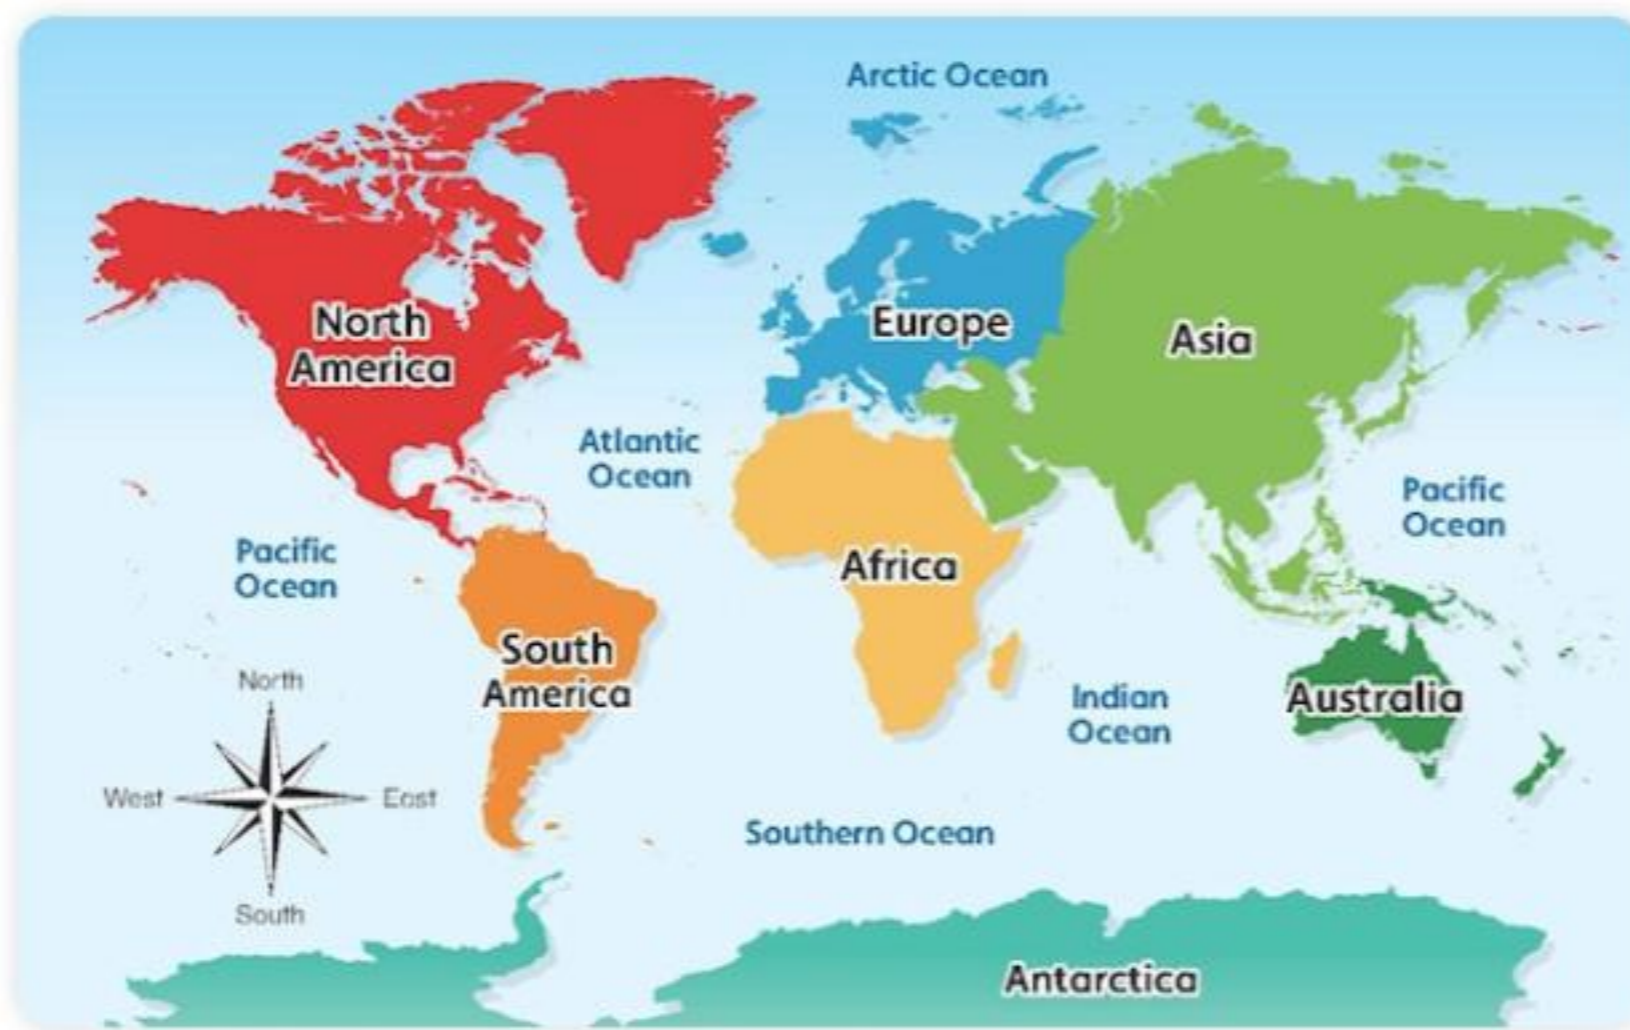 Arctic Ocean
North
America
Europe
Asia
Atlantic
Ocean
Pacific
Ocean
Pacific
Ocean
Africa
South
America
Indian
Ocean
Australia
North
West
East
South
Southern Ocean
Antarctica